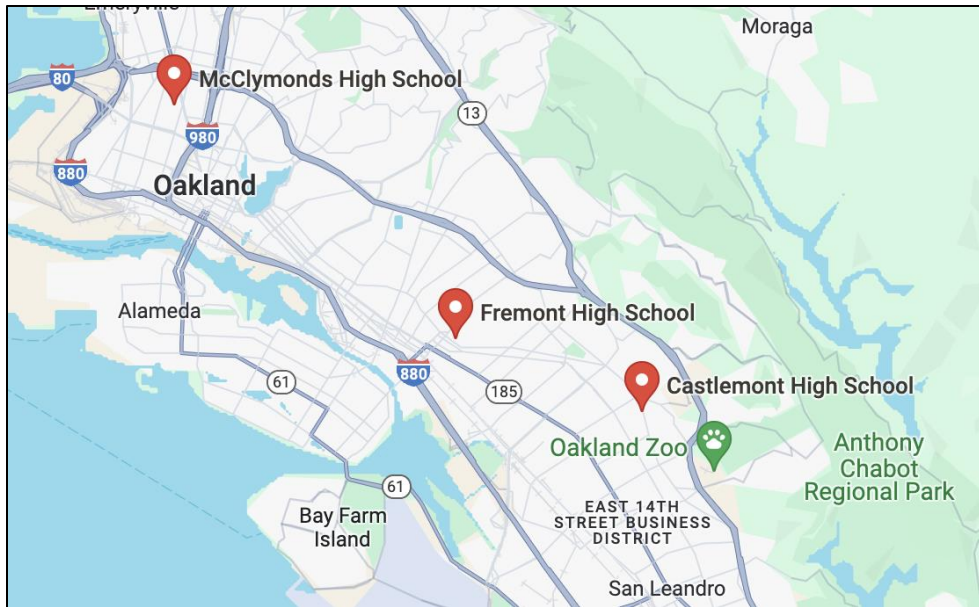 Emeryville
Moraga
80
McClymonds High School
13
980
880
Oakland
Alameda
Fremont High School
880
61
185
Castlemont High School
Oakland Zoo
Anthony
Chabot
Regional Park
61
Bay Farm
Island
EAST 14TH
STREET BUSINESS
DISTRICT
San Leandro